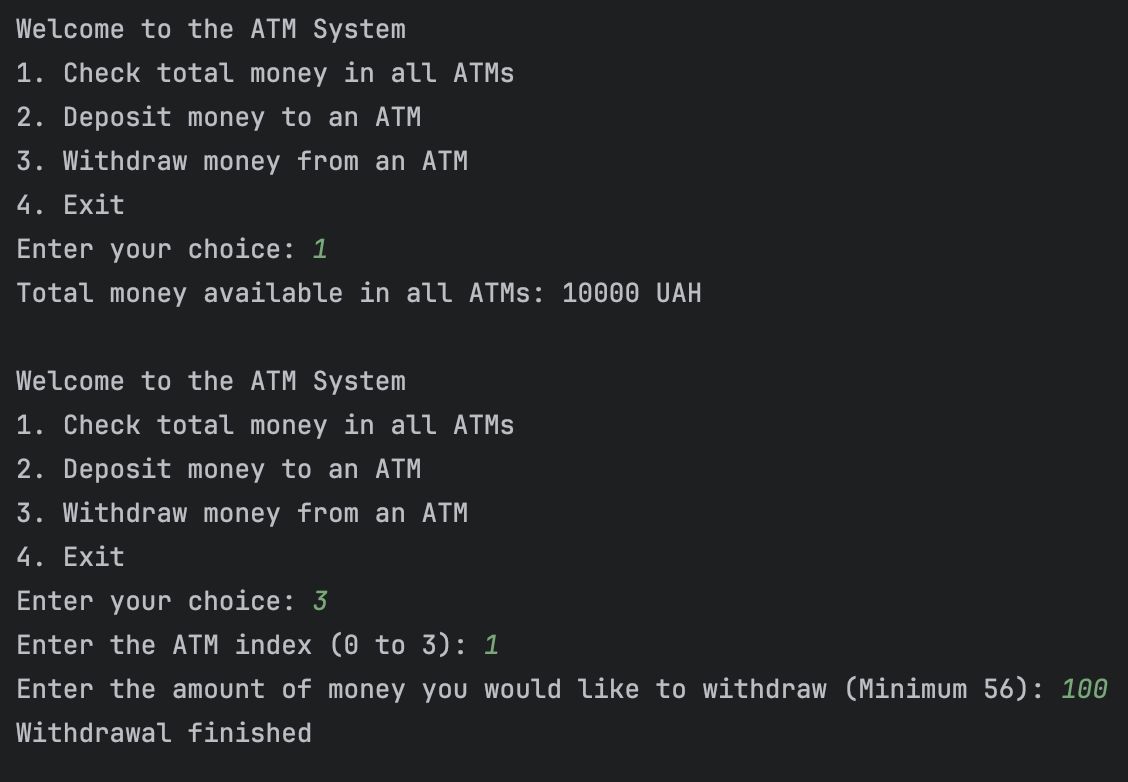 Welcome to the ATM System
1. Check total money in all ATMs
2. Deposit money to an ATM
3. Withdraw money from an ATM
4. Exit
Enter your choice: 1
Total money available in all ATMs: 10000 UAH
Welcome to the ATM System
1. Check total money in all ATMs
2. Deposit money to an ATM
3. Withdraw money from an ATM
4. Exit
Enter your choice: 3
Enter the ATM index (0 to 3): 1
Enter the amount of money you would like to withdraw (Minimum 56): 100
Withdrawal finished